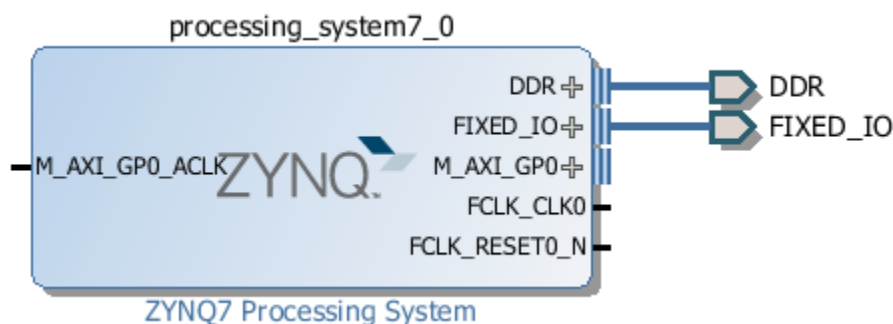 processing_system7_0
DDR
DDR
FIXED_IO
FIXED_IO
M_AXI_GP0_ACLK
ZYNQ
M_AXI_GP0
FCLK_CLK0
FCLK_RESET0_N
ZYNQ7 Processing System